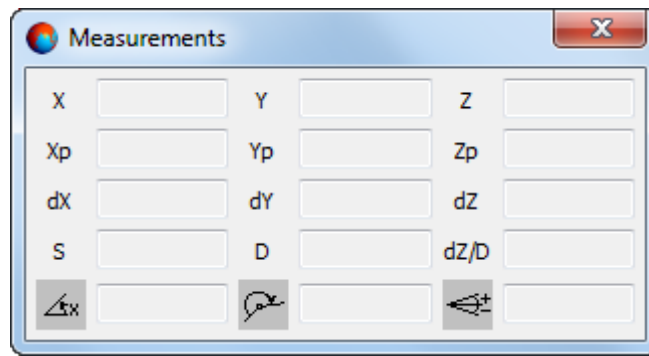 Measurements
X Y Z
Xp Yp Zp
dX dY dZ
S D dZ/D
x